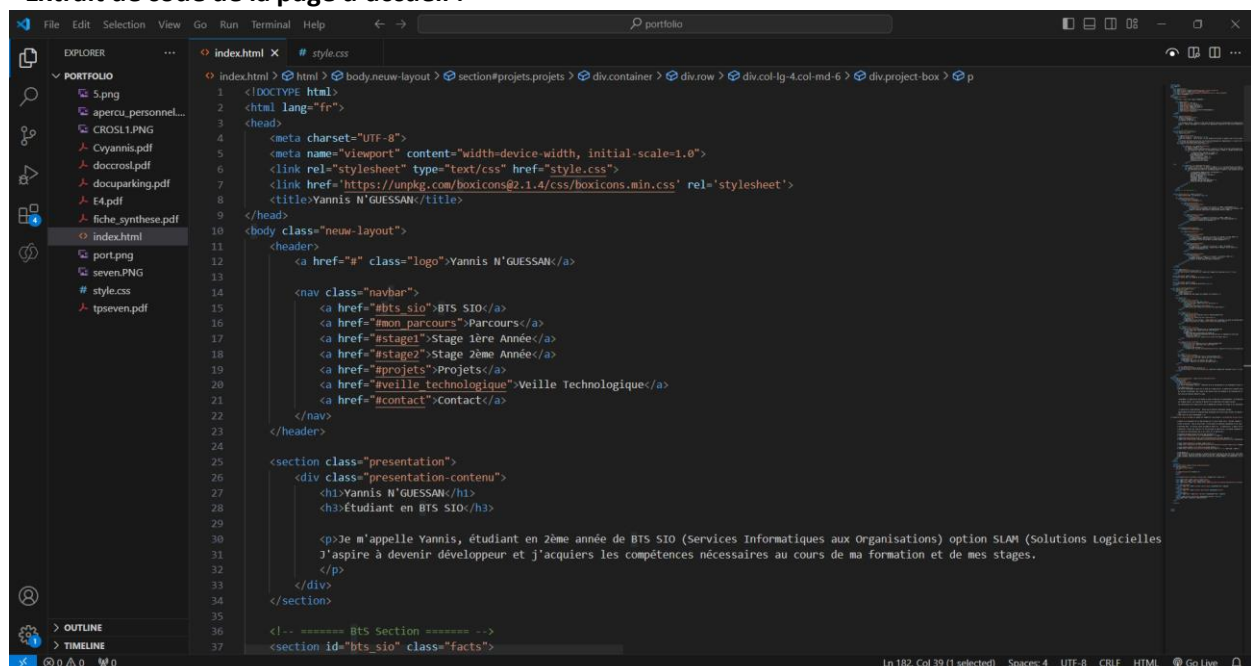 Extrait de code de la page d'accueil :
File Edit Selection View Go Run Terminal Help
portfolio
EXPLORER
index.html
# style.css
PORTFOLIO
index.html > html > body.neuw-layout > section#projets.projets > div.container > div.row > div.col-lg-4.col-md-6 > div.project-box > p
5.png
apercu_personnel....
CROSL1.PNG
Cvyannis.pdf
doccrosl.pdf
docuparking.pdf
E4.pdf
fiche_synthese.pdf
index.html
port.png
seven.PNG
# style.css
tpseven.pdf
1 <!DOCTYPE html>
2 <html lang="fr">
3 <head>
4 <meta charset="UTF-8">
5 <meta name="viewport" content="width=device-width, initial-scale=1.0">
6 <link rel="stylesheet" type="text/css" href="style.css">
7 <link href='https://unpkg.com/boxicons@2.1.4/css/boxicons.min.css' rel='stylesheet'>
8 <title>Yannis N'GUESSAN</title>
9 </head>
10 <body class="neuw-layout">
11 <header>
12 <a href="#" class="logo">Yannis N'GUESSAN</a>
13
14 <nav class="navbar">
15 <a href="#bts_sio">BTS SIO</a>
16 <a href="#mon_parcours">Parcours</a>
17 <a href="#stage1">Stage 1ère Année</a>
18 <a href="#stage2">Stage 2ème Année</a>
19 <a href="#projets">Projets</a>
20 <a href="#veille_technologique">Veille Technologique</a>
21 <a href="#contact">Contact</a>
22 </nav>
23 </header>
24
25 <section class="presentation">
26 <div class="presentation-contenu">
27 <h1>Yannis N'GUESSAN</h1>
28 <h3>Étudiant en BTS SIO</h3>
29
30 <p>Je m'appelle Yannis, étudiant en 2ème année de BTS SIO (Services Informatiques aux Organisations) option SLAM (Solutions Logicielles
31 J'aspire à devenir développeur et j'acquiers les compétences nécessaires au cours de ma formation et de mes stages.
32 </p>
33 </div>
34 </section>
35
36 <!-- ======= BtS Section ======= -->
37 <section id="bts_sio" class="facts">
OUTLINE
TIMELINE
0 0 0
Ln 182, Col 39 (1 selected) Spaces: 4 UTF-8 CRLF HTML Go Live